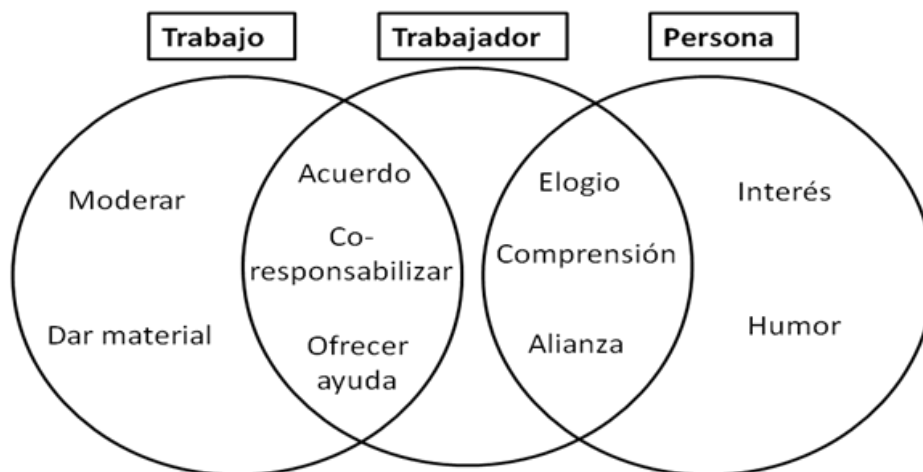 Trabajo
Trabajador
Persona
Moderar
Dar material
Acuerdo
Co-
responsabilizar
Ofrecer
ayuda
Elogio
Comprensión
Alianza
Interés
Humor